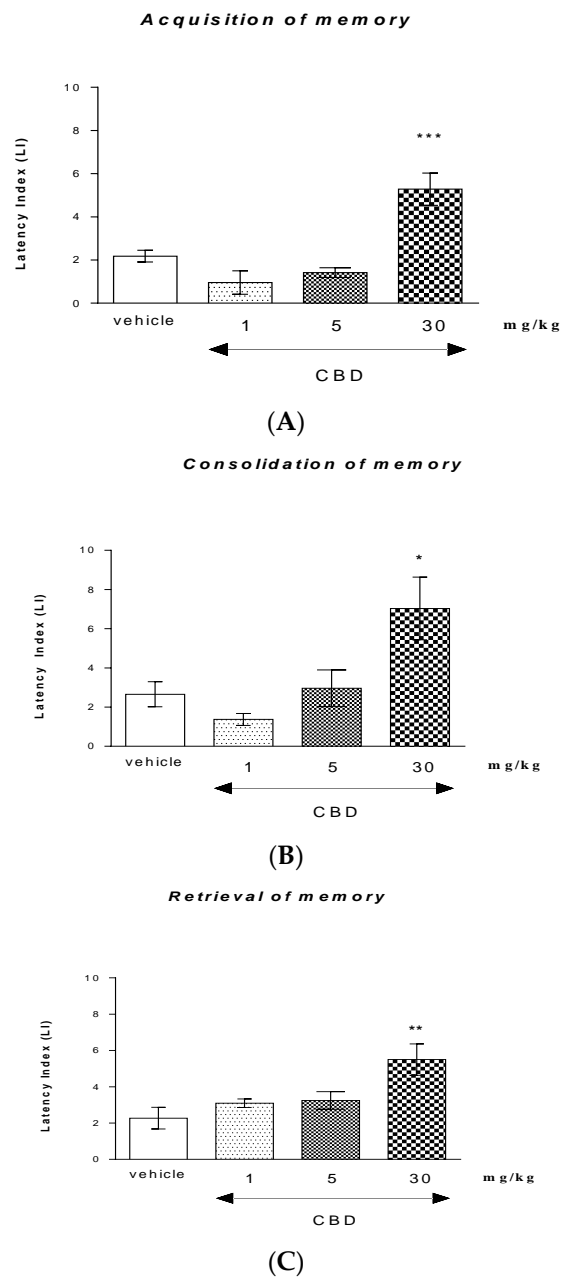 Acquisition of memory
10
8
6
4
2
0
Latency Index (LI)
***
vehicle 1 5 30 mg/kg
CBD
(A)
Consolidation of memory
10
8
6
4
2
0
Latency Index (LI)
*
vehicle 1 5 30 mg/kg
CBD
(B)
Retrieval of memory
10
8
6
4
2
0
Latency Index (LI)
**
vehicle 1 5 30 mg/kg
CBD
(C)